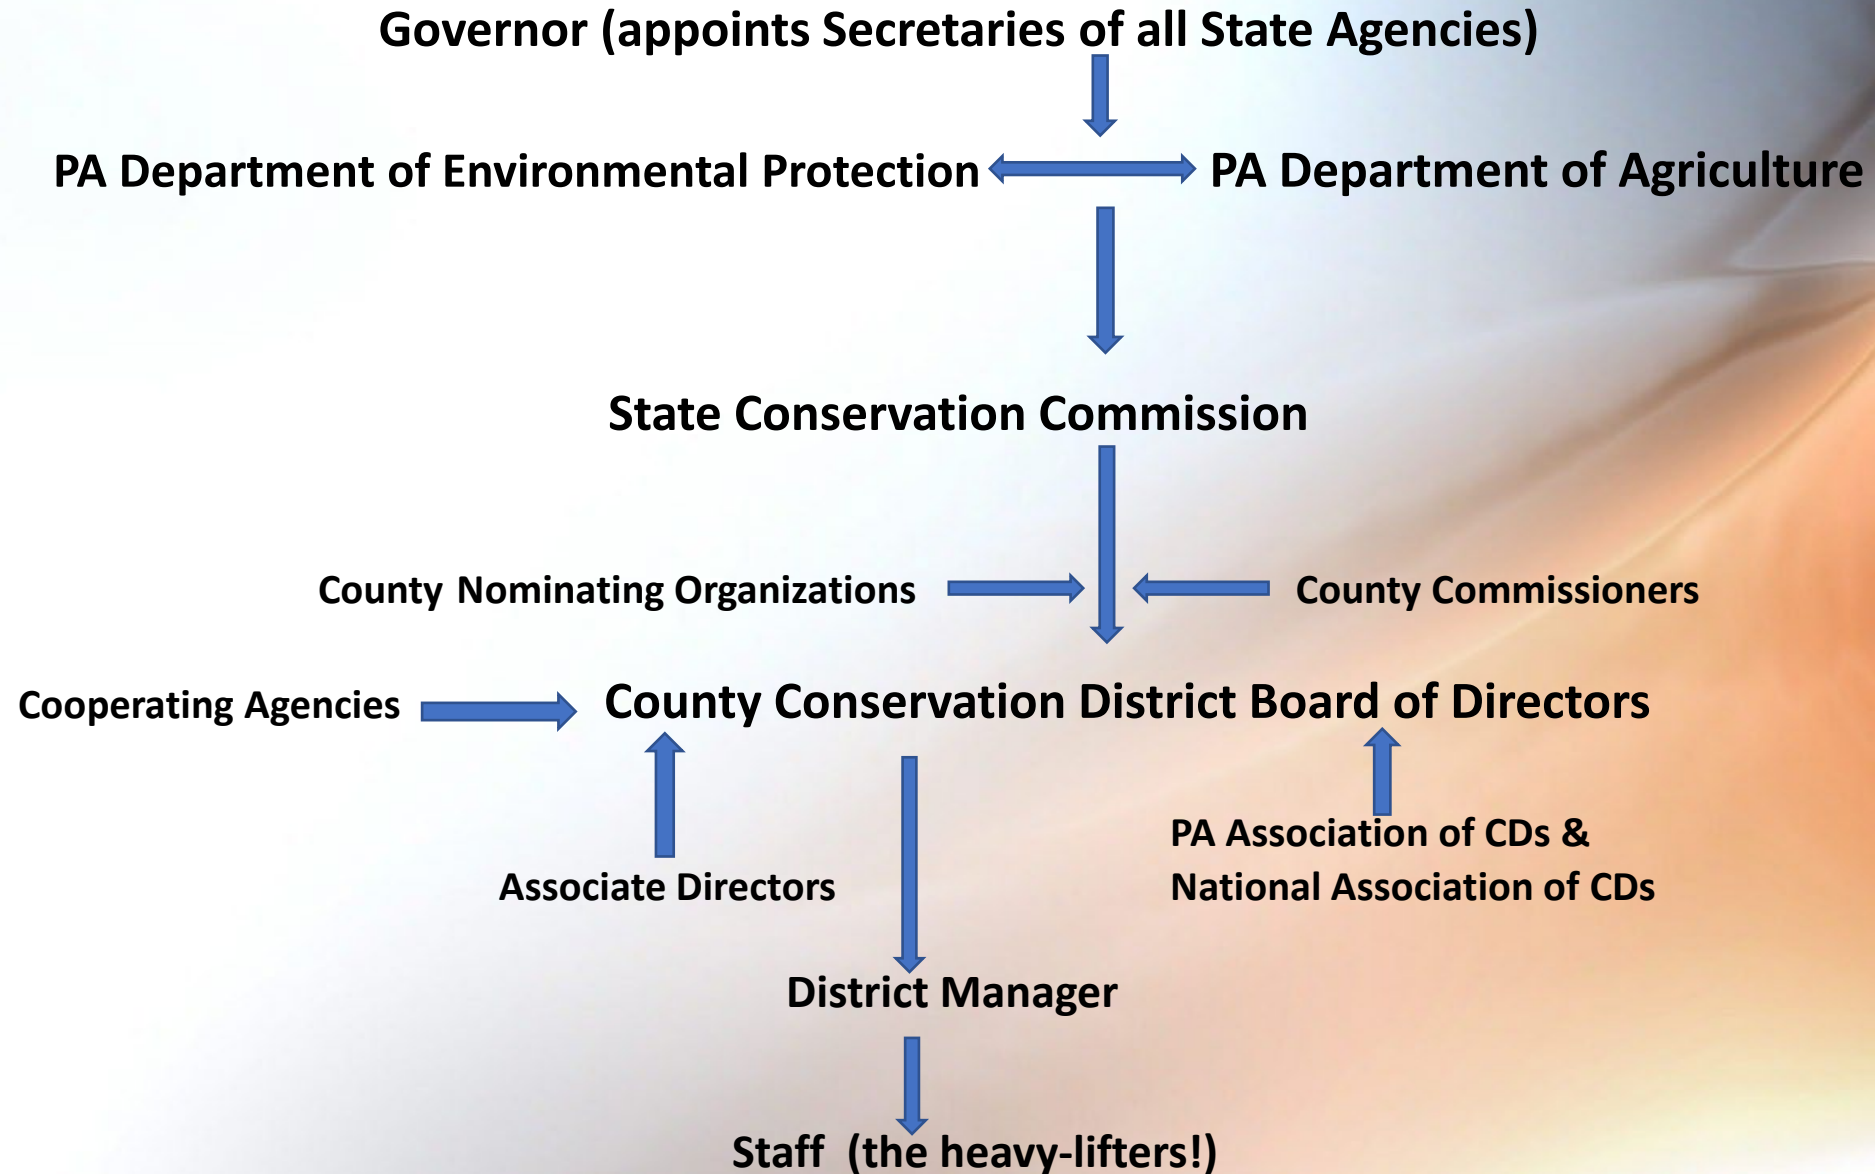 Governor (appoints Secretaries of all State Agencies)
PA Department of Environmental Protection
PA Department of Agriculture
State Conservation Commission
County Nominating Organizations
County Commissioners
Cooperating Agencies
County Conservation District Board of Directors
Associate Directors
PA Association of CDs &
National Association of CDs
District Manager
Staff (the heavy-lifters!)